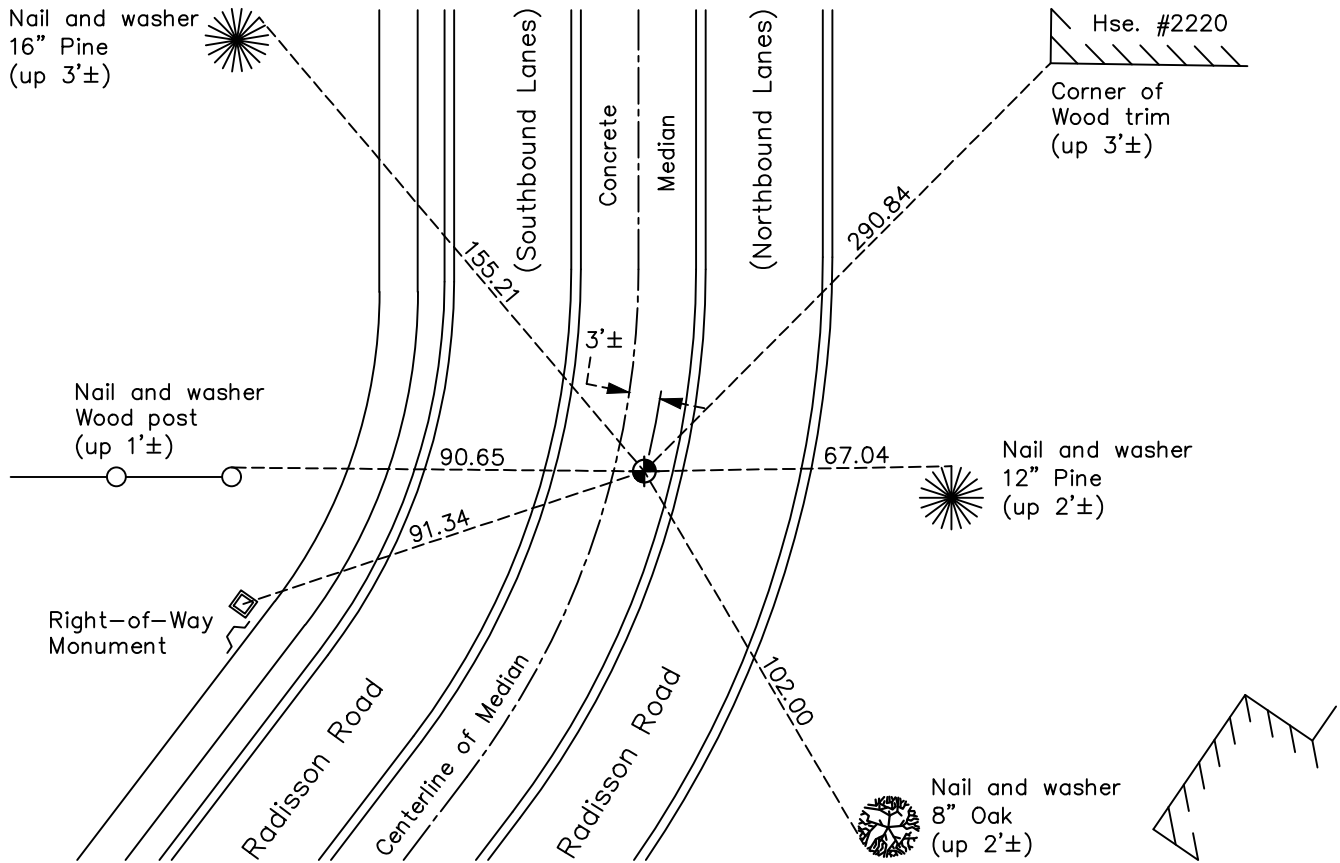 Nail and washer
16” Pine
(up 3’±)
(Southbound Lanes)
Concrete
Median
(Northbound Lanes)
Hse. #2220
Corner of
Wood trim
(up 3’±)
155.21
290.84
3’±
Nail and washer
Wood post
(up 1’±)
90.65
67.04
Nail and washer
12” Pine
(up 2’±)
91.34
Right-of-Way
Monument
102.00
Radisson Road
Centerline of Median
Radisson Road
Nail and washer
8” Oak
(up 2’±)